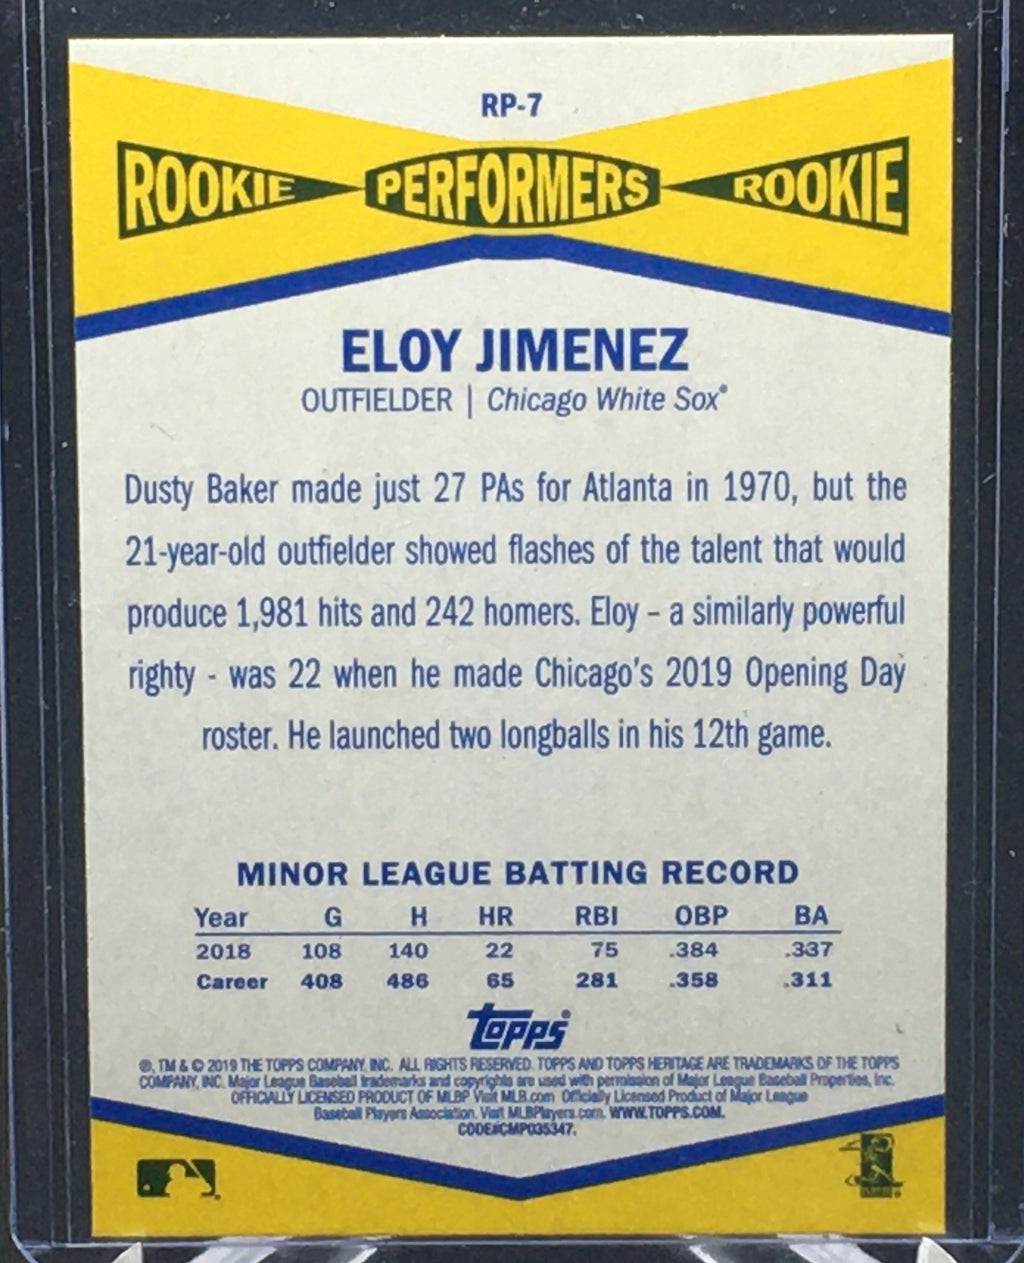 RP-7
ROOKIE PERFORMERS ROOKIE
ELOY JIMENEZ
OUTFIELDER | Chicago White Sox®
Dusty Baker made just 27 PAs for Atlanta in 1970, but the
21-year-old outfielder showed flashes of the talent that would
produce 1,981 hits and 242 homers. Eloy – a similarly powerful
righty - was 22 when he made Chicago's 2019 Opening Day
roster. He launched two longballs in his 12th game.
MINOR LEAGUE BATTING RECORD
Year G H HR RBI OBP BA
2018 108 140 22 75 .384 .337
Career 408 486 65 281 .358 .311
Topps®
®, TM & © 2019 THE TOPPS COMPANY, INC. ALL RIGHTS RESERVED. TOPPS AND TOPPS HERITAGE ARE TRADEMARKS OF THE TOPPS
COMPANY, INC. Major League Baseball trademarks and copyrights are used with permission of Major League Baseball Properties, Inc.
OFFICIALLY LICENSED PRODUCT OF MLBP Visit MLB.com Officially Licensed Product of Major League
Baseball Players Association. Visit MLBPlayers.com. WWW.TOPPS.COM.
CODE#CMP035347.